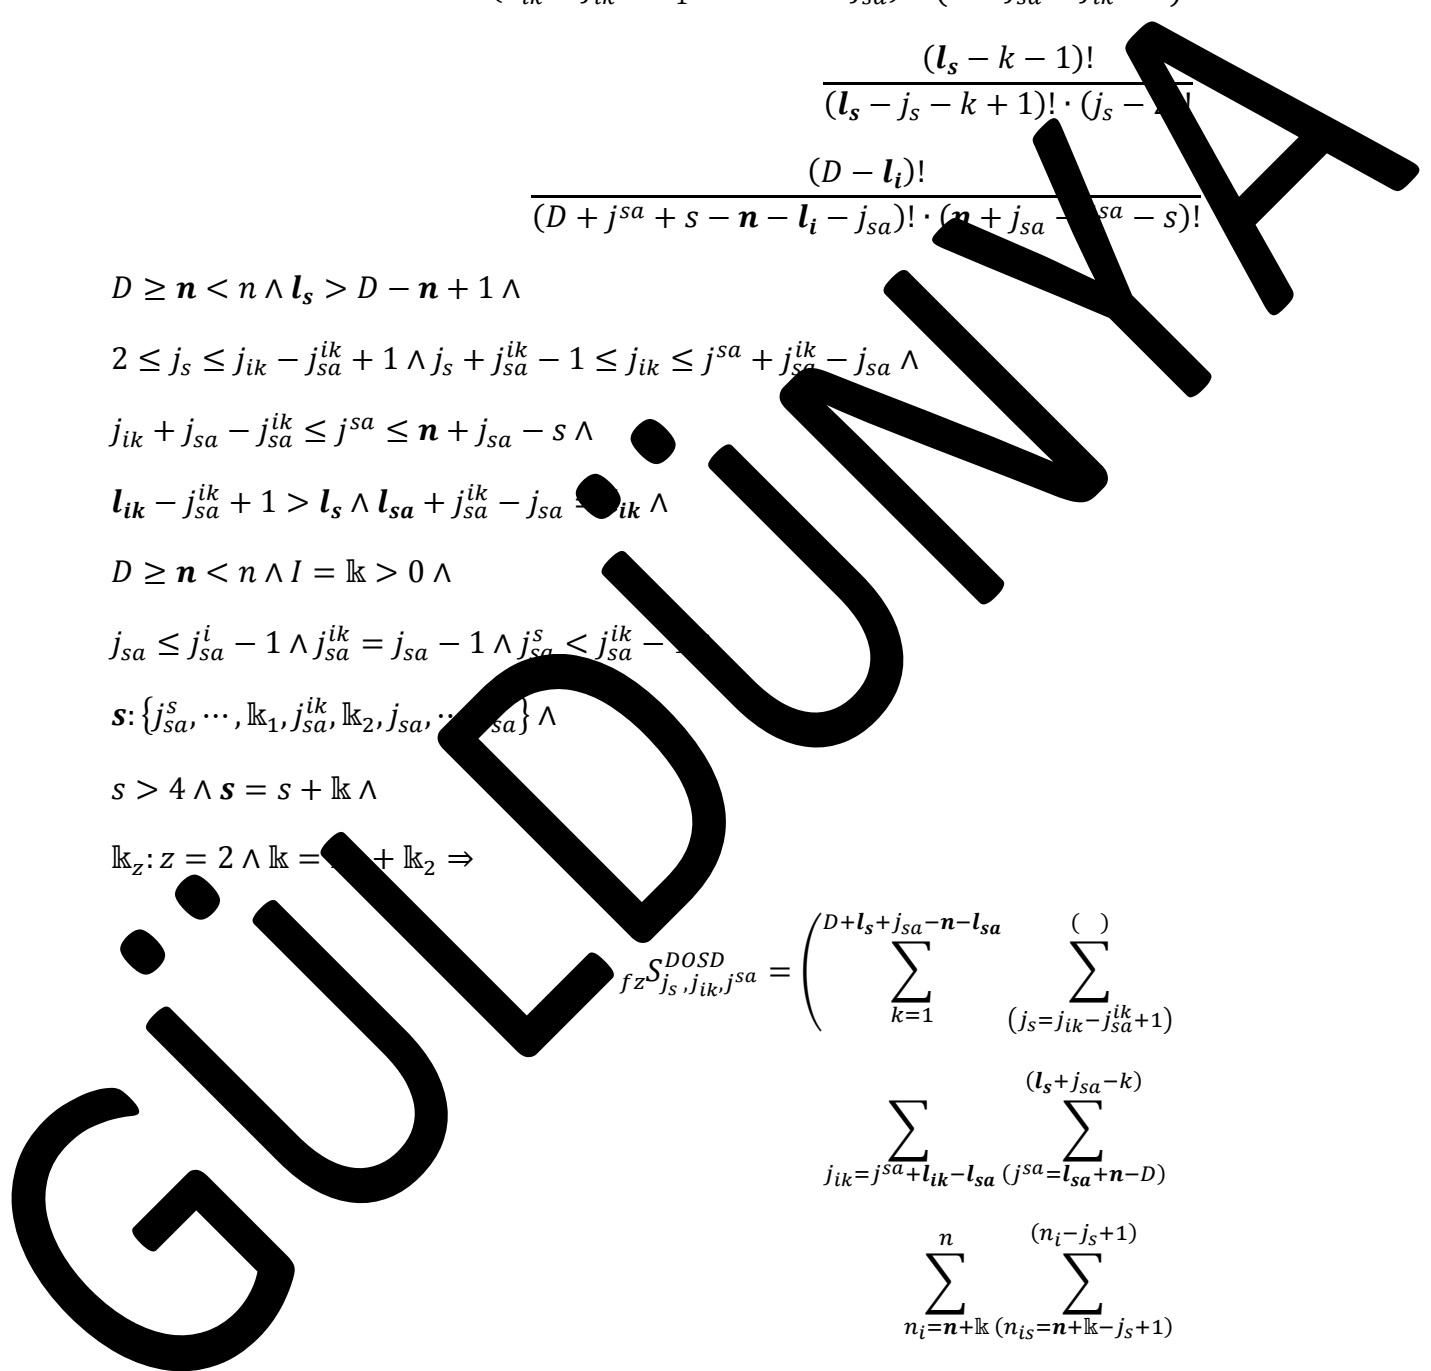 (l_s − k − 1)!
(l_s − j_s − k + 1)! · (j_s − !
(D − l_i)!
(D + j^{sa} + s − n − l_i − j_{sa})! · (n + j_{sa} − ^{sa} − s)!
D ≥ n < n ∧ l_s > D − n + 1 ∧
2 ≤ j_s ≤ j_{ik} − j_{sa}^{ik} + 1 ∧ j_s + j_{sa}^{ik} − 1 ≤ j_{ik} ≤ j^{sa} + j_{sa}^{ik} − j_{sa} ∧
j_{ik} + j_{sa} − j_{sa}^{ik} ≤ j^{sa} ≤ n + j_{sa} − s ∧
l_{ik} − j_{sa}^{ik} + 1 > l_s ∧ l_{sa} + j_{sa}^{ik} − j_{sa} _{ik} ∧
D ≥ n < n ∧ I = 𝕜 > 0 ∧
j_{sa} ≤ j_{sa}^{i} − 1 ∧ j_{sa}^{ik} = j_{sa} − 1 ∧ j_{sa}^{s} < j_{sa}^{ik} −
s: {j_{sa}^{s}, ⋯ , 𝕜_1, j_{sa}^{ik}, 𝕜_2, j_{sa}, _{sa}} ∧
s > 4 ∧ s = s + 𝕜 ∧
𝕜_z: z = 2 ∧ 𝕜 = + 𝕜_2 ⇒
_{fz}S_{j_s,j_{ik},j^{sa}}^{DOSD} = ( ∑_{k=1}^{D+l_s+j_{sa}−n−l_{sa}} ∑_{(j_s=j_{ik}−j_{sa}^{ik}+1)}^{( )}
∑_{j_{ik}=j^{sa}+l_{ik}−l_{sa}} ∑_{(j^{sa}=l_{sa}+n−D)}^{(l_s+j_{sa}−k)}
∑_{n_i=n+𝕜}^{n} ∑_{(n_{is}=n+𝕜−j_s+1)}^{(n_i−j_s+1)}
GÜLDÜNYA